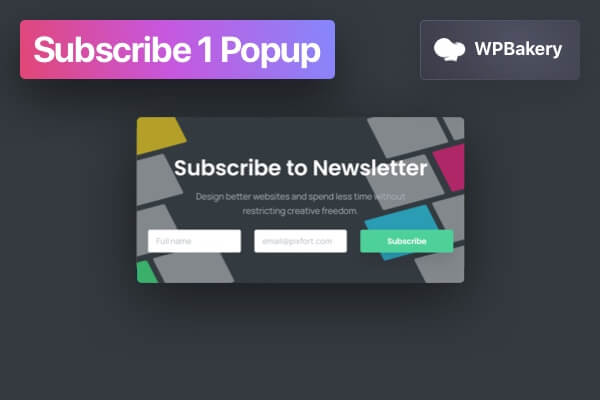 Subscribe 1 Popup
WPBakery
Subscribe to Newsletter
Design better websites and spend less time without
restricting creative freedom.
Full name
email@pixfort.com
Subscribe